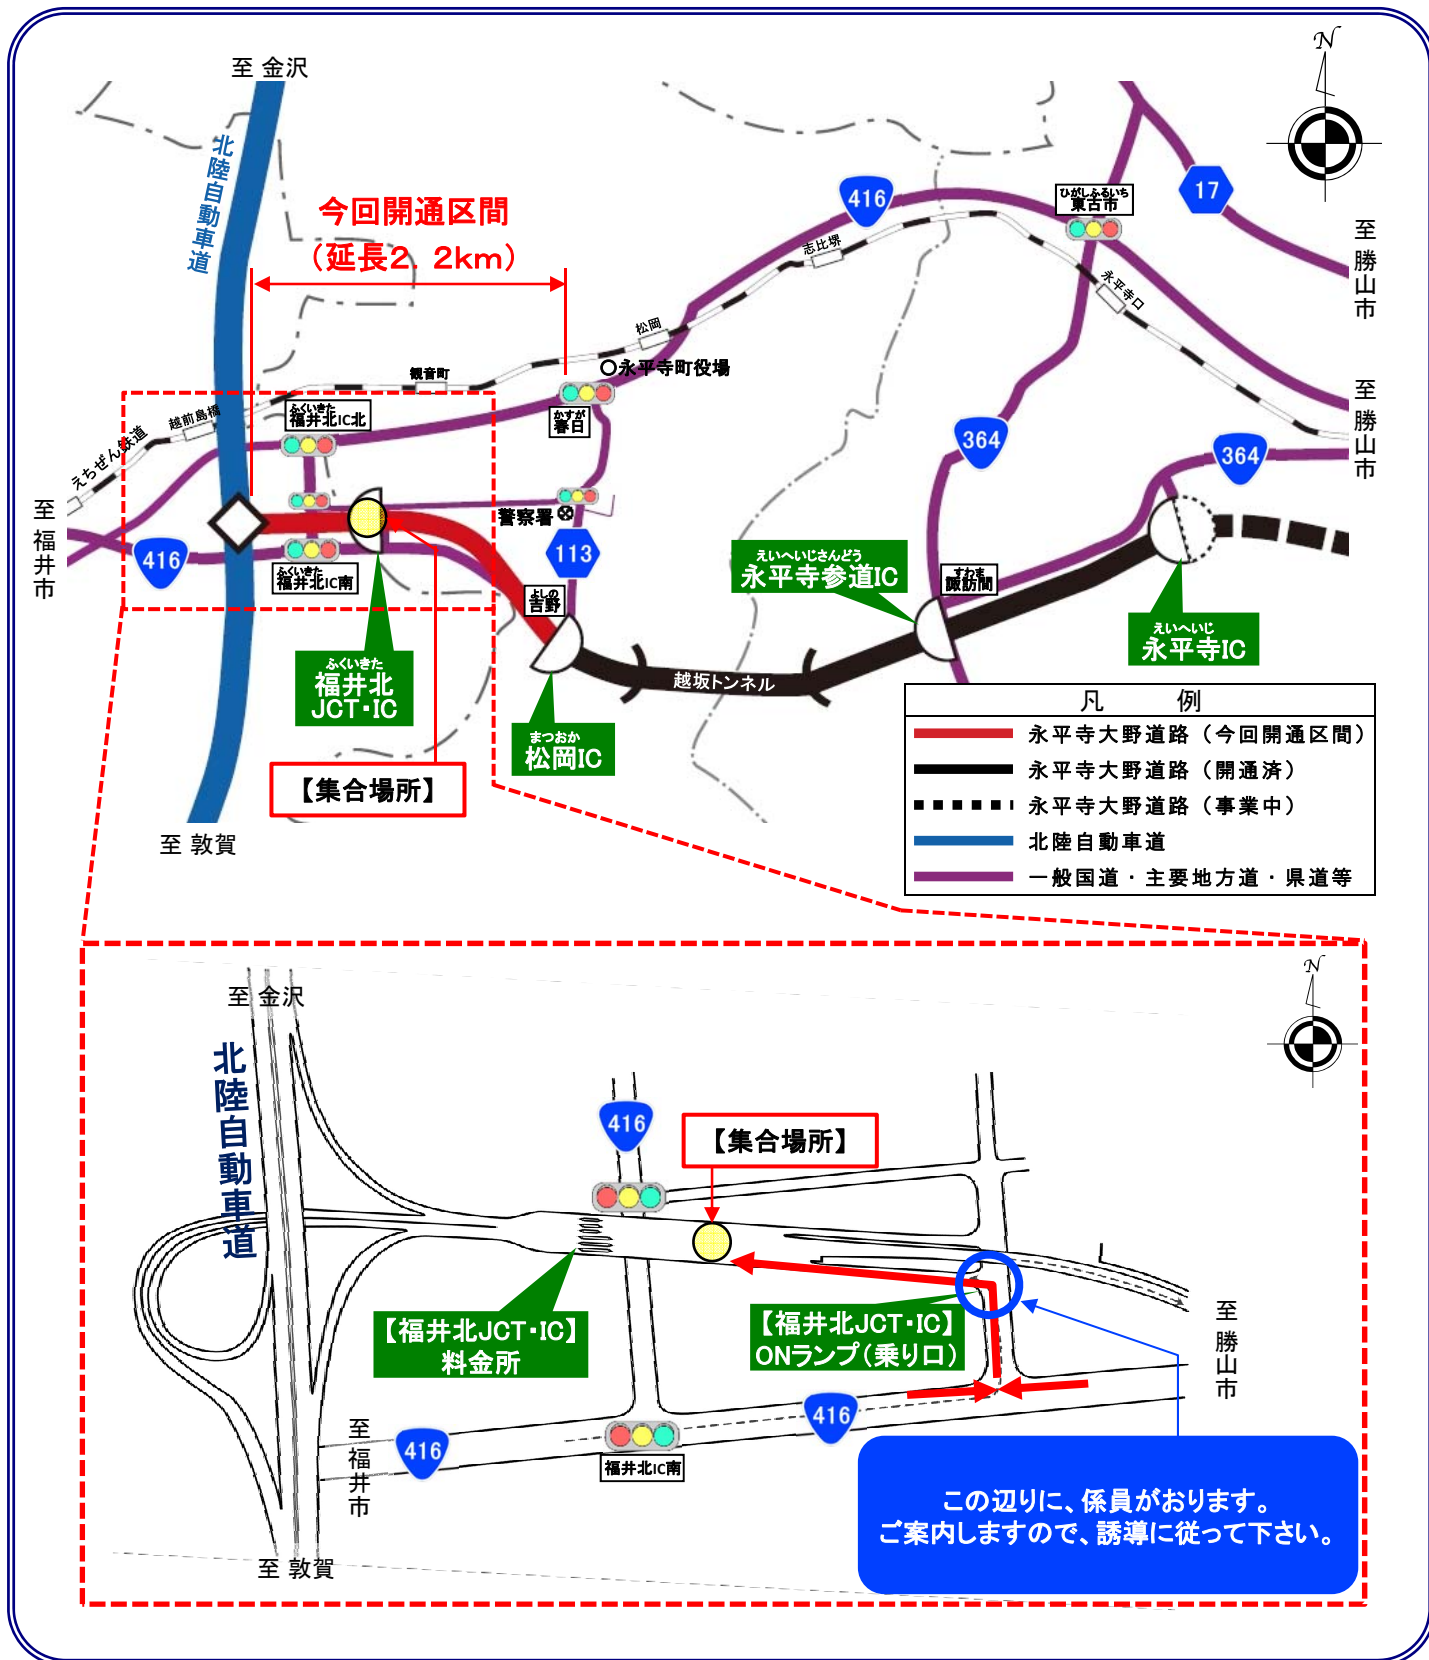 至 金沢
N
北陸自動車道
今回開通区間
（延長2．2km）
416
17
ひがしふるいち
東古市
至 勝山市
志比堺
永平寺口
松岡
永平寺町役場
観音町
越前島橋
えちぜん鉄道
ふくいきた
福井北IC北
かすが
春日
至 勝山市
364
364
至 福井市
416
警察署
113
ふくいきた
福井北IC南
えいへいじさんどう
永平寺参道IC
すわま
諏訪間
よしの
吉野
えいへいじ
永平寺IC
ふくいきた
福井北
JCT・IC
越坂トンネル
まつおか
松岡IC
【集合場所】
至 敦賀
凡 例
永平寺大野道路（今回開通区間）
永平寺大野道路（開通済）
永平寺大野道路（事業中）
北陸自動車道
一般国道・主要地方道・県道等
至 金沢
N
北陸自動車道
416
【集合場所】
【福井北JCT・IC】
料金所
【福井北JCT・IC】
ONランプ（乗り口）
至 勝山市
至 福井市
416
416
福井北IC南
この辺りに、係員がおります。
ご案内しますので、誘導に従って下さい。
至 敦賀